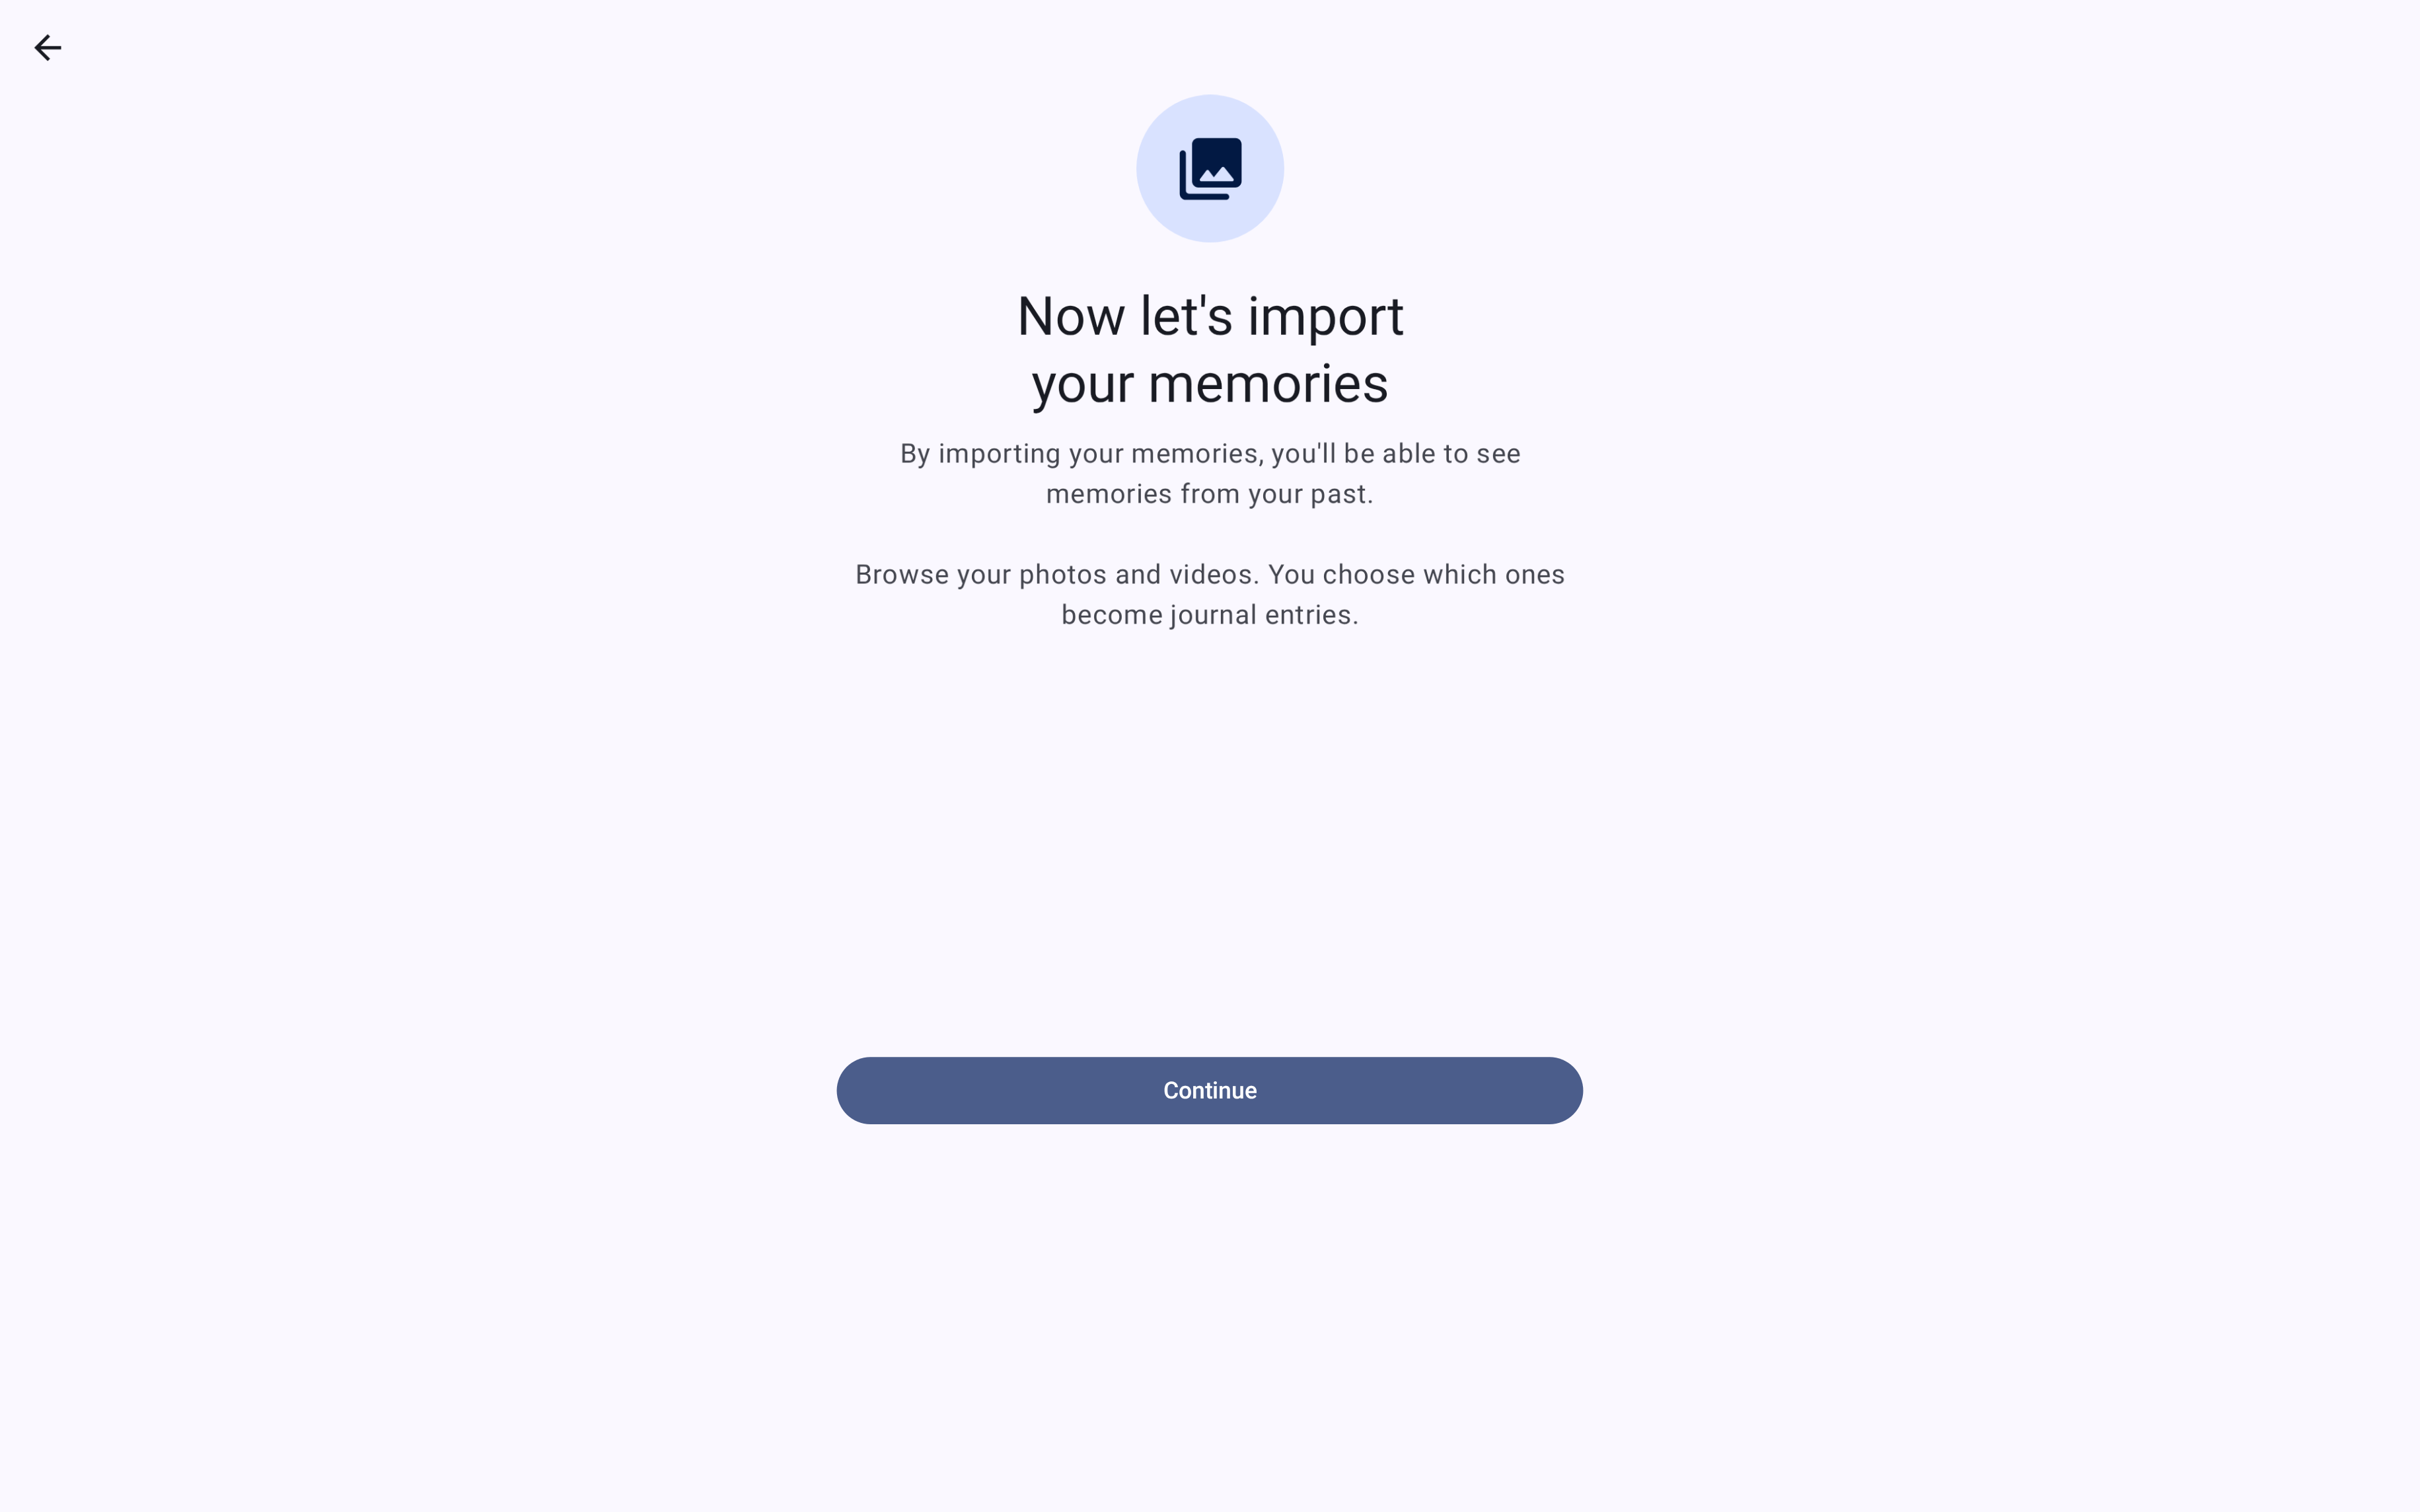 Now let's import
your memories
By importing your memories, you'll be able to see
memories from your past.
Browse your photos and videos. You choose which ones
become journal entries.
Continue